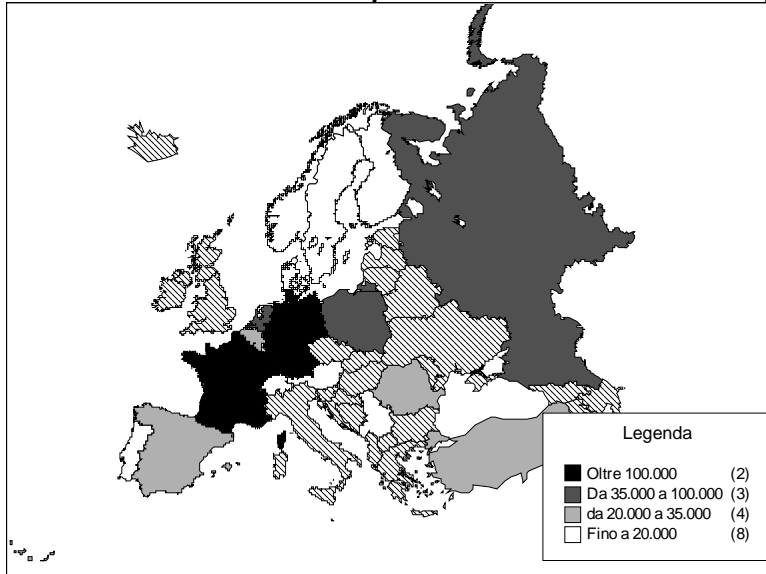 Legenda
Oltre 100.000 (2)
Da 35.000 a 100.000 (3)
da 20.000 a 35.000 (4)
Fino a 20.000 (8)